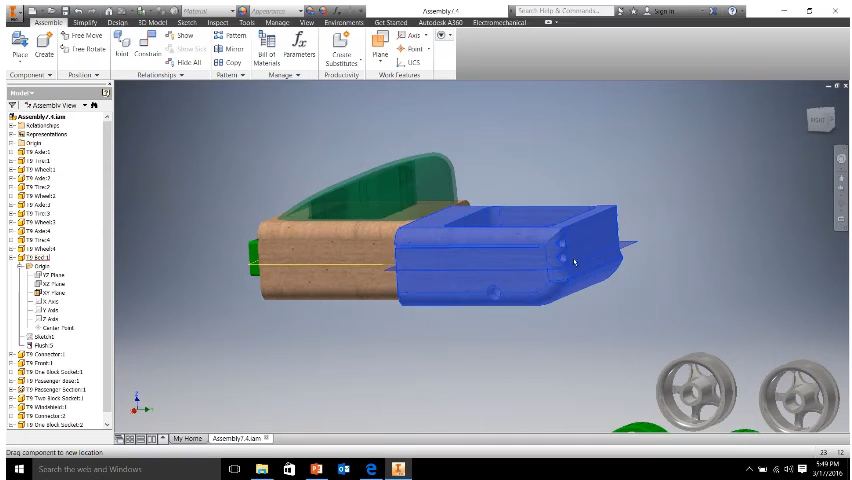 Material
Appearance
Assembly7.4
Search Help & Commands...
Sign In
PRO
Assemble Simplify Design 3D Model Sketch Inspect Tools Manage View Environments Get Started Autodesk A360 Electromechanical
Place
Create
Free Move
Free Rotate
Joint
Constrain
Show
Show Sick
Hide All
Pattern
Mirror
Copy
Bill of Materials
Parameters
Create Substitutes
Plane
Axis
Point
UCS
Component
Position
Relationships
Pattern
Manage
Productivity
Work Features
Model
Assembly View
Assembly7.4.iam
Relationships
Representations
Origin
T9 Axle:1
T9 Tire:1
T9 Wheel:1
T9 Axle:2
T9 Tire:2
T9 Wheel:2
T9 Axle:3
T9 Tire:3
T9 Wheel:3
T9 Axle:4
T9 Tire:4
T9 Wheel:4
T9 Bed:1
Origin
YZ Plane
XZ Plane
XY Plane
X Axis
Y Axis
Z Axis
Center Point
Sketch1
Flush:5
T9 Connector:1
T9 Front:1
T9 One Block Socket:1
T9 Passenger Base:1
T9 Passenger Section:1
T9 Two Block Socket:1
T9 Windshield:1
T9 Connector:2
T9 One Block Socket:2
RIGHT
Z
Y
My Home
Assembly7.4.iam
Drag component to new location
23 12
Search the web and Windows
5:49 PM
3/17/2016